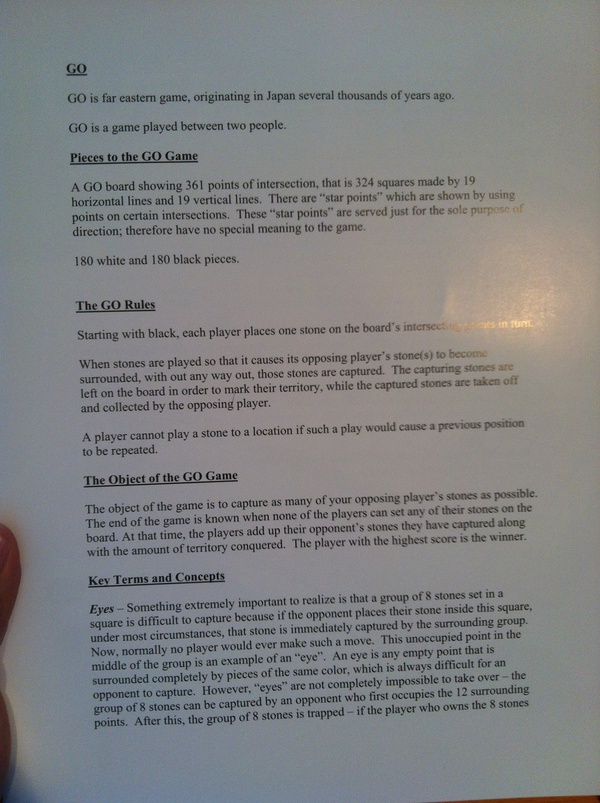 GO
GO is far eastern game, originating in Japan several thousands of years ago.
GO is a game played between two people.
Pieces to the GO Game
A GO board showing 361 points of intersection, that is 324 squares made by 19
horizontal lines and 19 vertical lines.  There are “star points” which are shown by using
points on certain intersections.  These “star points” are served just for the sole purpose of
direction; therefore have no special meaning to the game.
180 white and 180 black pieces.
The GO Rules
Starting with black, each player places one stone on the board’s intersecting points in turn.
When stones are played so that it causes its opposing player’s stone(s) to become
surrounded, with out any way out, those stones are captured.  The capturing stones are
left on the board in order to mark their territory, while the captured stones are taken off
and collected by the opposing player.
A player cannot play a stone to a location if such a play would cause a previous position
to be repeated.
The Object of the GO Game
The object of the game is to capture as many of your opposing player’s stones as possible.
The end of the game is known when none of the players can set any of their stones on the
board. At that time, the players add up their opponent’s stones they have captured along
with the amount of territory conquered.  The player with the highest score is the winner.
Key Terms and Concepts
Eyes – Something extremely important to realize is that a group of 8 stones set in a
square is difficult to capture because if the opponent places their stone inside this square,
under most circumstances, that stone is immediately captured by the surrounding group.
Now, normally no player would ever make such a move.  This unoccupied point in the
middle of the group is an example of an “eye”.  An eye is any empty point that is
surrounded completely by pieces of the same color, which is always difficult for an
opponent to capture.  However, “eyes” are not completely impossible to take over – the
group of 8 stones can be captured by an opponent who first occupies the 12 surrounding
points.  After this, the group of 8 stones is trapped – if the player who owns the 8 stones